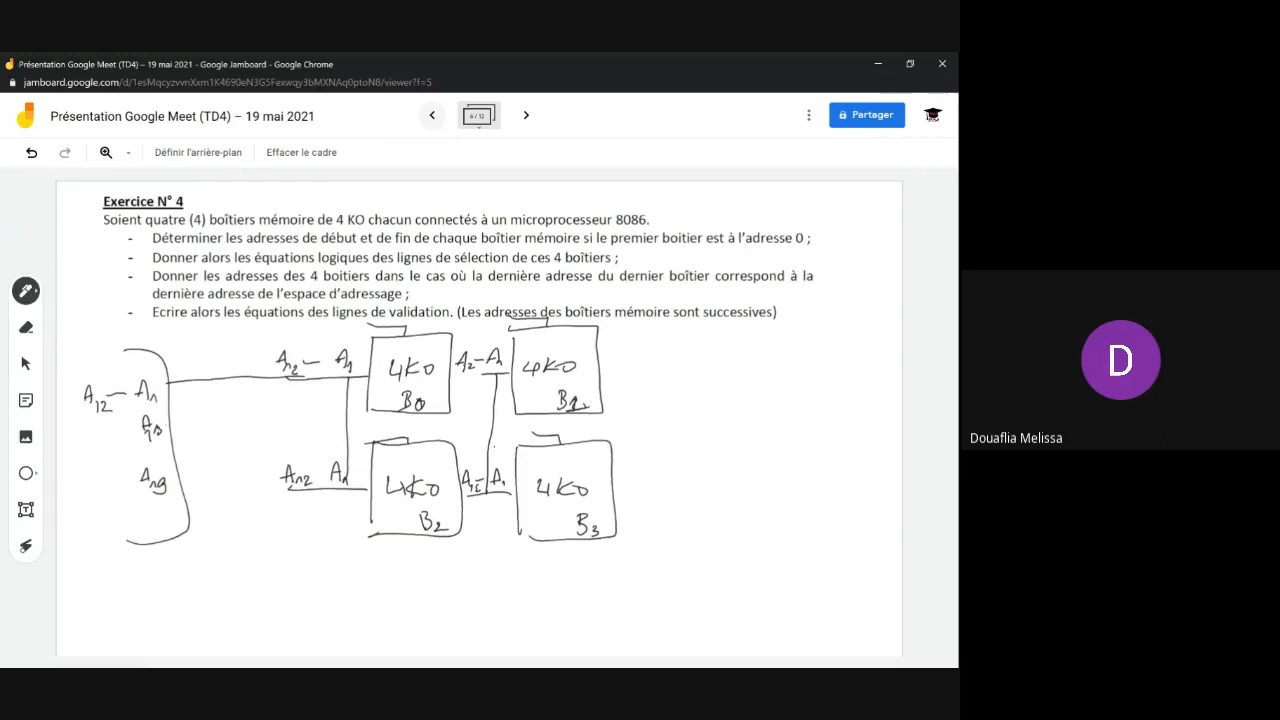 Présentation Google Meet (TD4) – 19 mai 2021 - Google Jamboard - Google Chrome
jamboard.google.com/d/1esMqcyzvvnXxm1K4690eN3G5Fexwqy3bMXNAq0ptoN8/viewer?f=5
Présentation Google Meet (TD4) – 19 mai 2021
6 / 12
Partager
Définir l'arrière-plan
Effacer le cadre
Exercice N° 4
Soient quatre (4) boîtiers mémoire de 4 KO chacun connectés à un microprocesseur 8086.
- Déterminer les adresses de début et de fin de chaque boîtier mémoire si le premier boitier est à l'adresse 0 ;
- Donner alors les équations logiques des lignes de sélection de ces 4 boîtiers ;
- Donner les adresses des 4 boitiers dans le cas où la dernière adresse du dernier boîtier correspond à la
dernière adresse de l'espace d'adressage ;
- Ecrire alors les équations des lignes de validation. (Les adresses des boîtiers mémoire sont successives)
A12 — A1
4KO
B0
A12 — A1
4KO
B1
A12 — A1
A13
A19
A12 A1
4KO
B2
A12 A1
4KO
B3
D
Douaflia Melissa